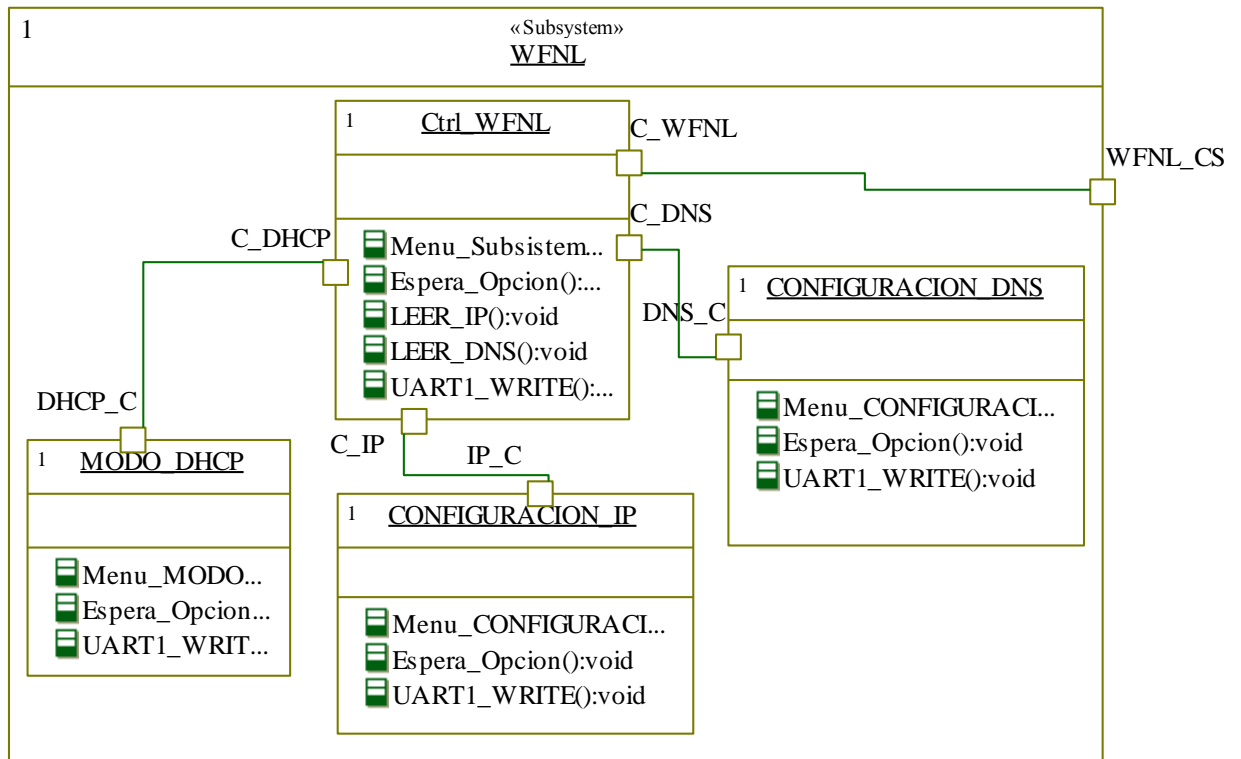 1
«Subsystem»
WFNL
1
Ctrl_WFNL
C_WFNL
WFNL_CS
C_DNS
C_DHCP
Menu_Subsistem...
Espera_Opcion():...
LEER_IP():void
LEER_DNS():void
UART1_WRITE():...
1
CONFIGURACION_DNS
DNS_C
Menu_CONFIGURACI...
Espera_Opcion():void
UART1_WRITE():void
DHCP_C
C_IP
IP_C
1
MODO_DHCP
Menu_MODO...
Espera_Opcion...
UART1_WRIT...
1
CONFIGURACION_IP
Menu_CONFIGURACI...
Espera_Opcion():void
UART1_WRITE():void